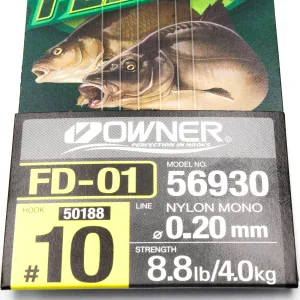 OWNER
PERFECTION IN HOOKS
FD-01
MODEL NO.
56930
HOOK
50188
LINE
NYLON MONO
#10
ø 0.20 mm
STRENGTH
8.8lb/4.0kg